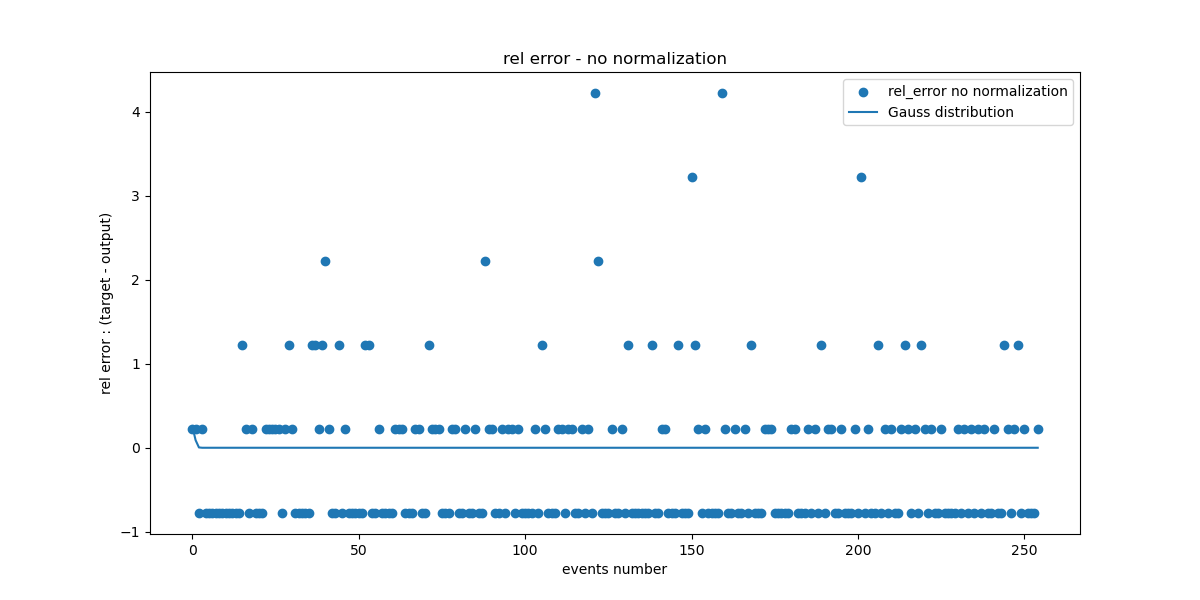 rel error - no normalization
rel_error no normalization
Gauss distribution
rel error : (target - output)
4
3
2
1
0
−1
0
50
100
150
200
250
events number